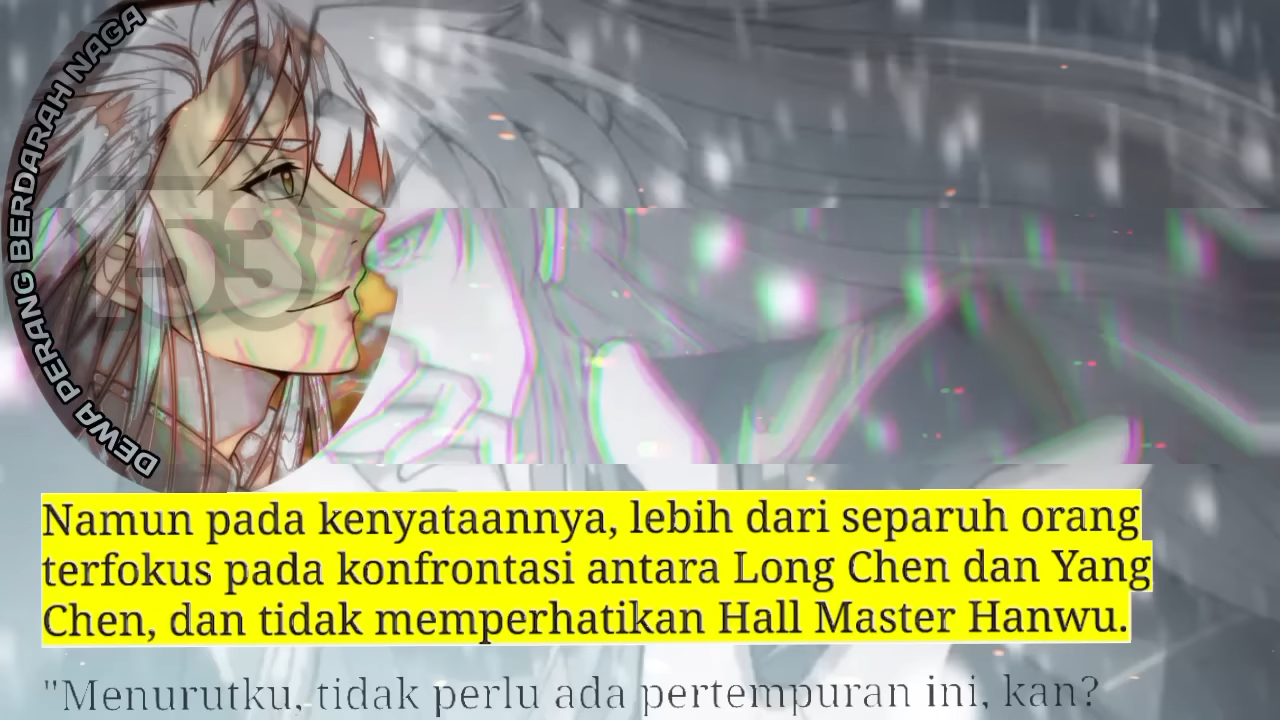 DEWA PERANG BERDARAH NAGA
153
Namun pada kenyataannya, lebih dari separuh orang
terfokus pada konfrontasi antara Long Chen dan Yang
Chen, dan tidak memperhatikan Hall Master Hanwu.
"Menurutku, tidak perlu ada pertempuran ini, kan?